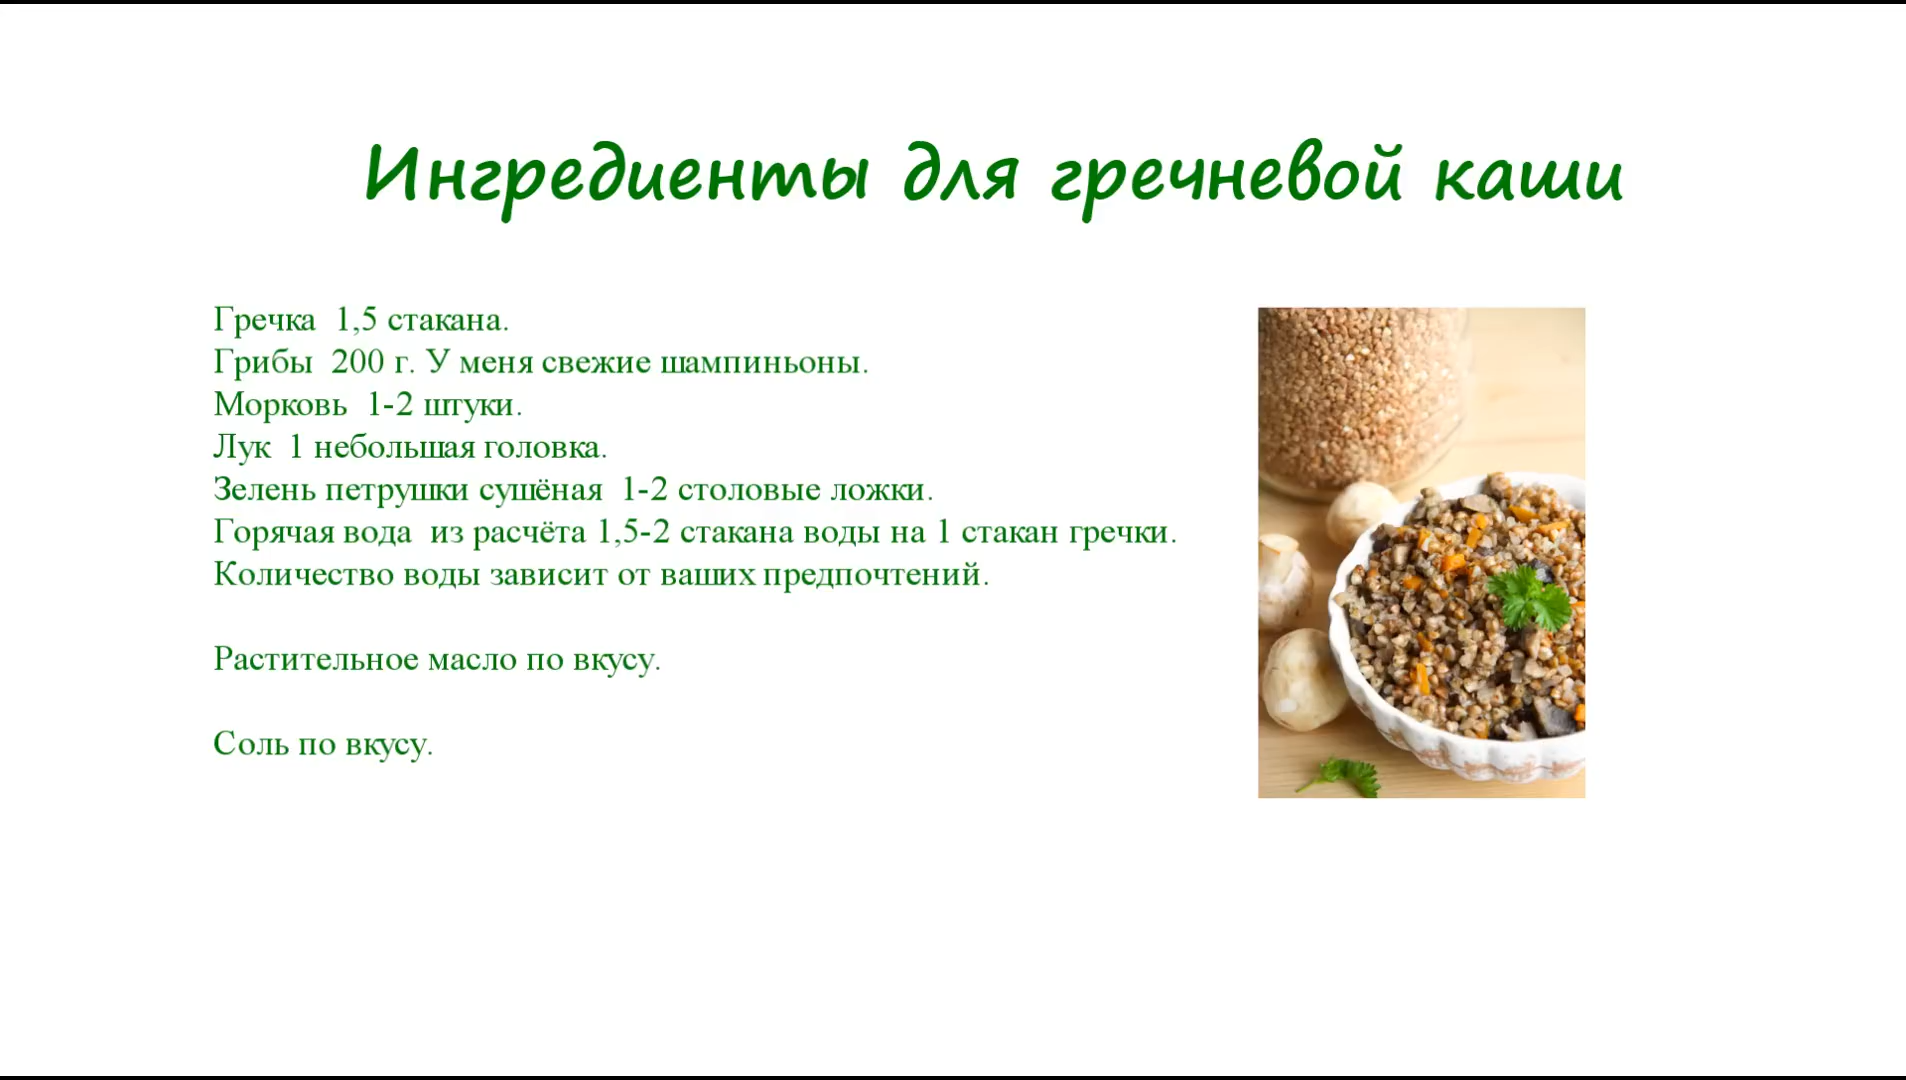 Ингредиенты для гречневой каши
Гречка 1,5 стакана.
Грибы 200 г. У меня свежие шампиньоны.
Морковь 1-2 штуки.
Лук 1 небольшая головка.
Зелень петрушки сушёная 1-2 столовые ложки.
Горячая вода из расчёта 1,5-2 стакана воды на 1 стакан гречки.
Количество воды зависит от ваших предпочтений.
Растительное масло по вкусу.
Соль по вкусу.